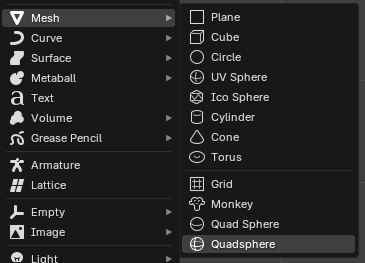 Mesh
Curve
Surface
Metaball
Text
Volume
Grease Pencil
Armature
Lattice
Empty
Image
Light
Plane
Cube
Circle
UV Sphere
Ico Sphere
Cylinder
Cone
Torus
Grid
Monkey
Quad Sphere
Quadsphere